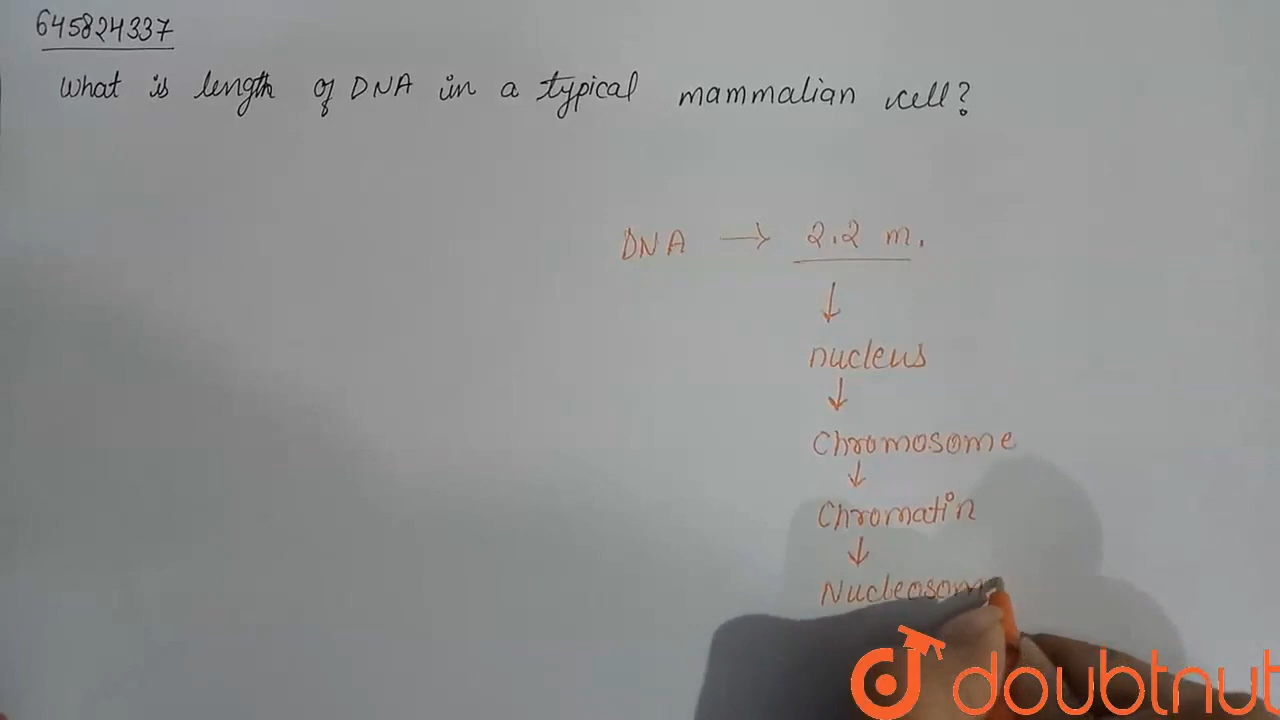 645824337
What is length of DNA in a typical mammalian cell?
DNA → 2.2 m.
↓
nucleus
↓
Chromosome
↓
Chromatin
↓
Nucleosome
doubtnut